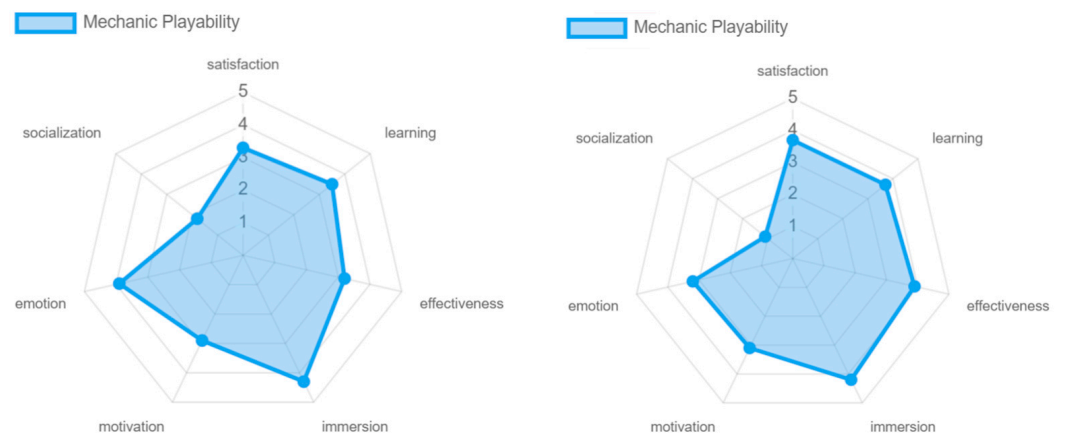 Mechanic Playability
satisfaction
5
socialization
4
learning
3
2
1
emotion
effectiveness
motivation
immersion
Mechanic Playability
satisfaction
5
socialization
4
learning
3
2
1
emotion
effectiveness
motivation
immersion